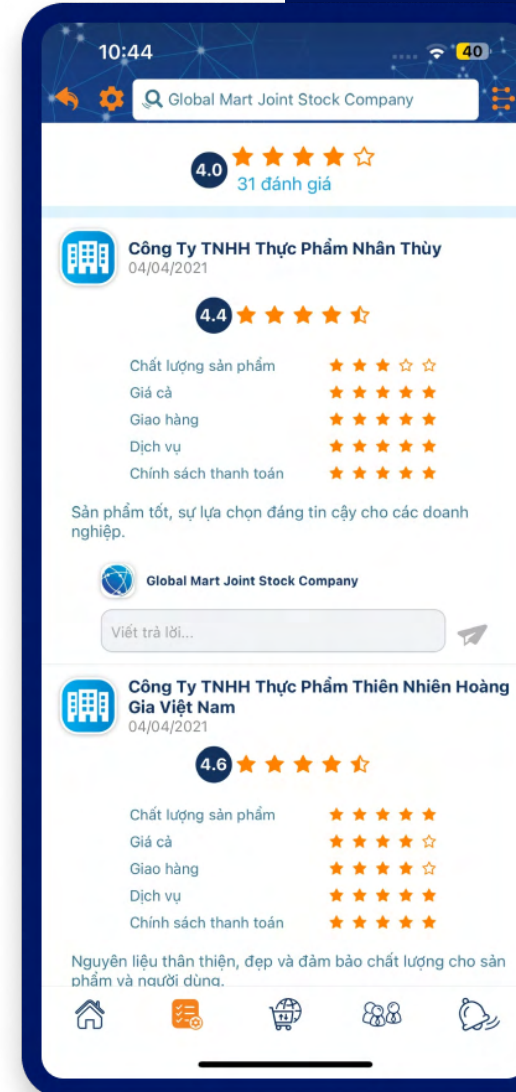 10:44
40
Global Mart Joint Stock Company
4.0
31 đánh giá
Công Ty TNHH Thực Phẩm Nhân Thùy
04/04/2021
4.4
Chất lượng sản phẩm
Giá cả
Giao hàng
Dịch vụ
Chính sách thanh toán
Sản phẩm tốt, sự lựa chọn đáng tin cậy cho các doanh
nghiệp.
Global Mart Joint Stock Company
Viết trả lời...
Công Ty TNHH Thực Phẩm Thiên Nhiên Hoàng
Gia Việt Nam
04/04/2021
4.6
Chất lượng sản phẩm
Giá cả
Giao hàng
Dịch vụ
Chính sách thanh toán
Nguyên liệu thân thiện, đẹp và đảm bảo chất lượng cho sản
phẩm và người dùng.